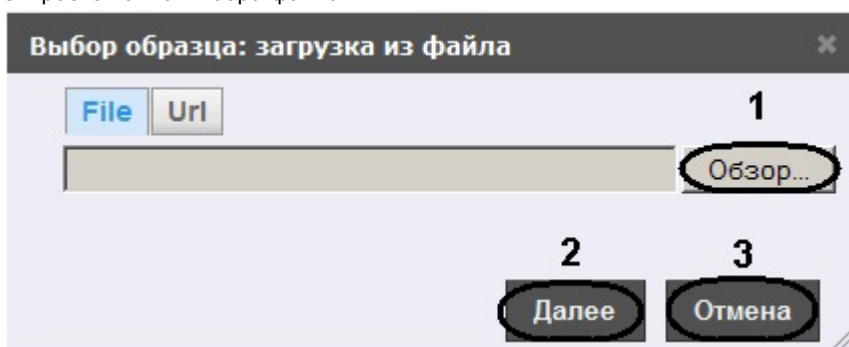 Выбор образца: загрузка из файла
File Url
1
Обзор...
2 3
Далее Отмена